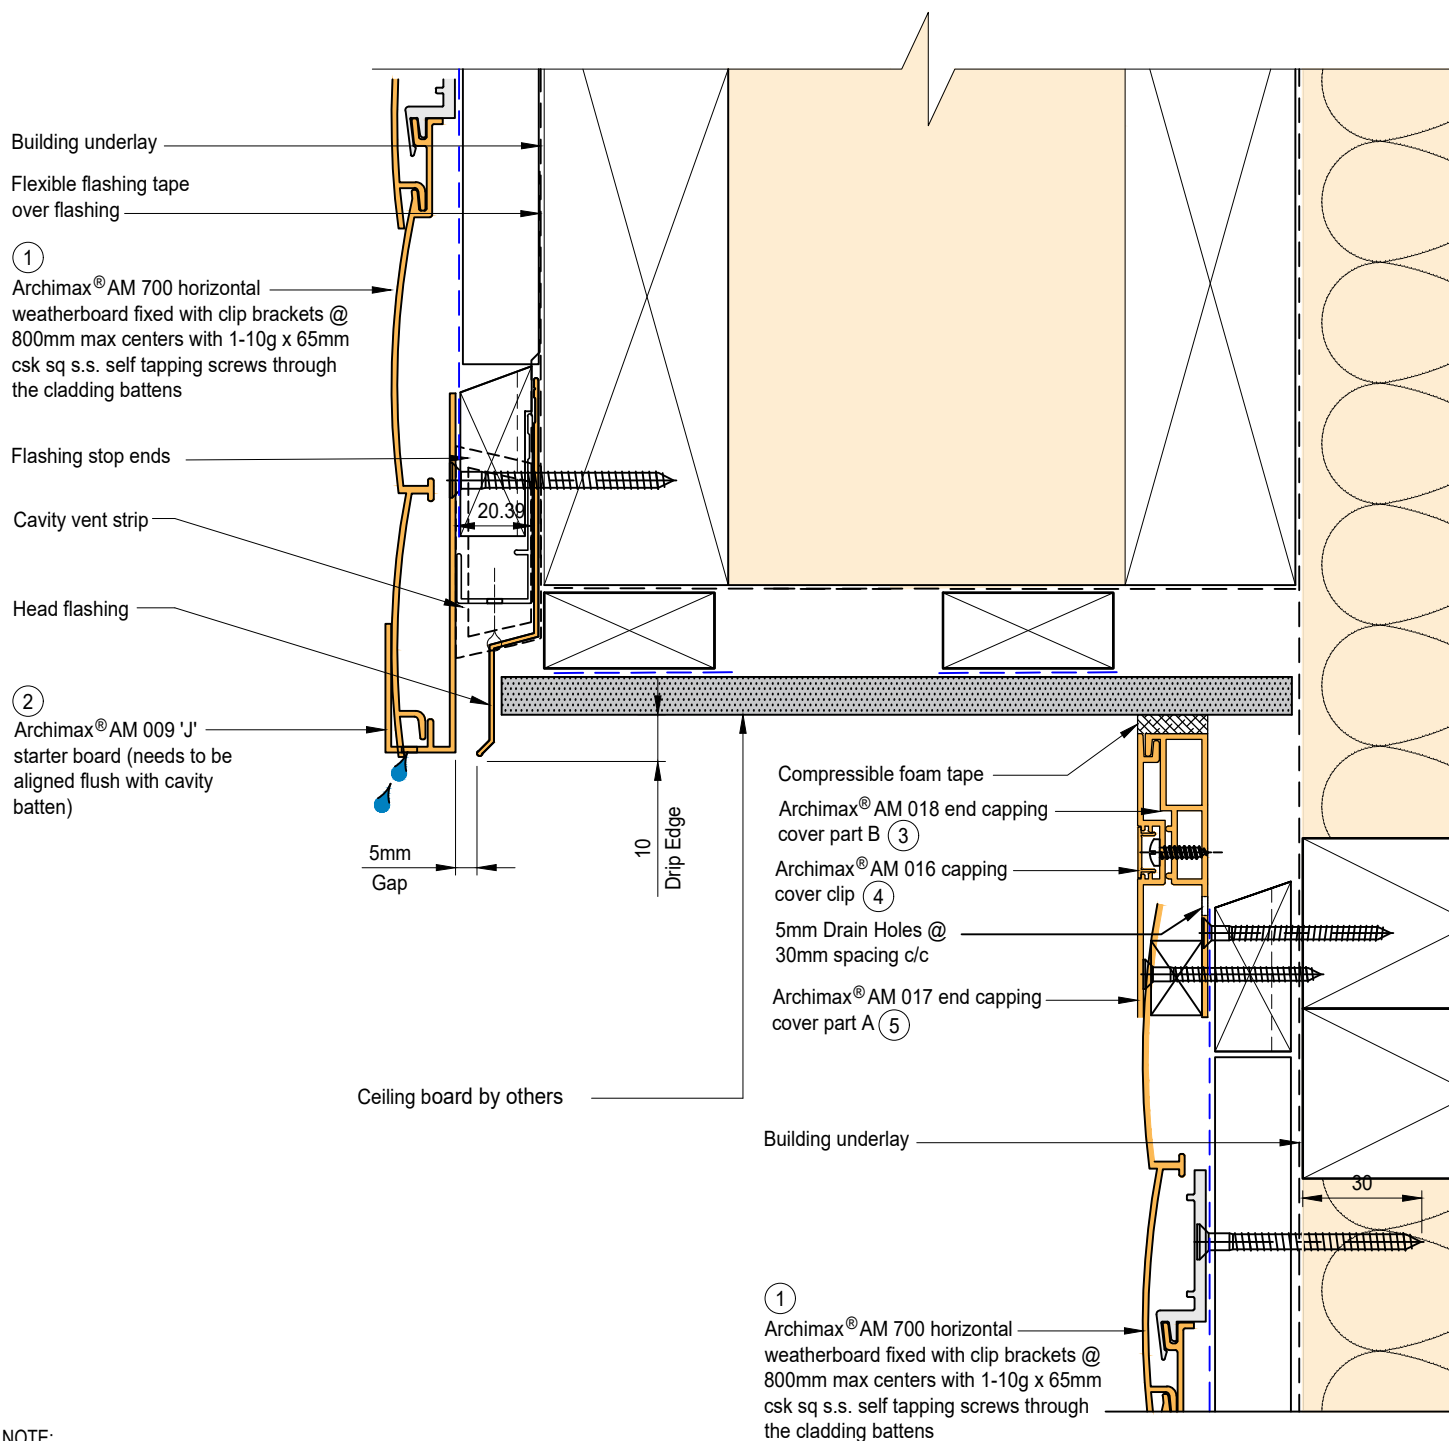 Building underlay
Flexible flashing tape
over flashing
1
Archimax® AM 700 horizontal
weatherboard fixed with clip brackets @
800mm max centers with 1-10g x 65mm
csk sq s.s. self tapping screws through
the cladding battens
Flashing stop ends
20.39
Cavity vent strip
Head flashing
2
Archimax® AM 009 'J'
starter board (needs to be
aligned flush with cavity
batten)
5mm
Gap
10
Drip Edge
Compressible foam tape
Archimax® AM 018 end capping
cover part B 3
Archimax® AM 016 capping
cover clip 4
5mm Drain Holes @
30mm spacing c/c
Archimax® AM 017 end capping
cover part A 5
Ceiling board by others
Building underlay
30
1
Archimax® AM 700 horizontal
weatherboard fixed with clip brackets @
800mm max centers with 1-10g x 65mm
csk sq s.s. self tapping screws through
the cladding battens
NOTE: